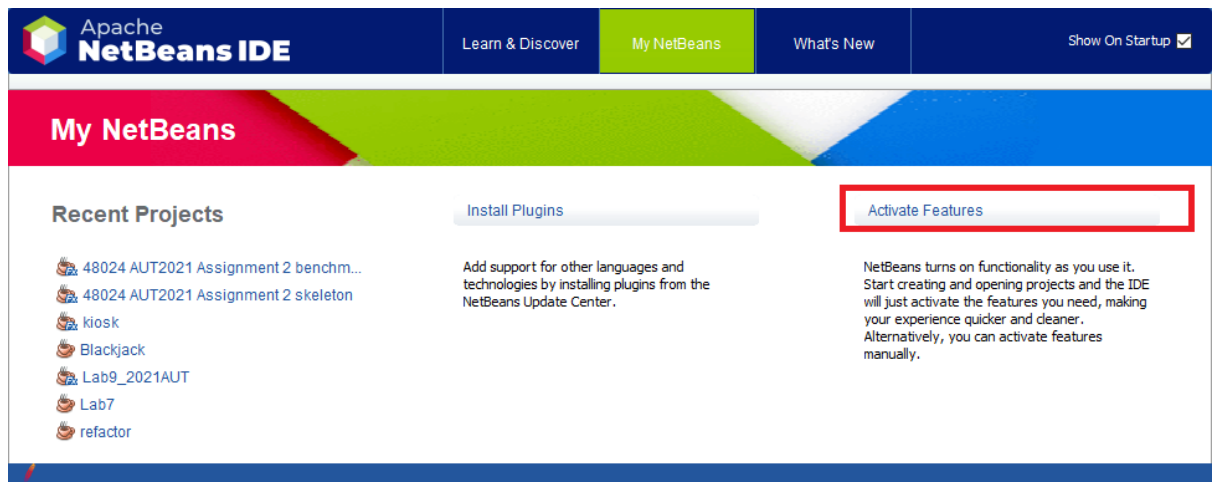 Apache
NetBeans IDE
Learn & Discover
My NetBeans
What's New
Show On Startup
My NetBeans
Recent Projects
48024 AUT2021 Assignment 2 benchm...
48024 AUT2021 Assignment 2 skeleton
kiosk
Blackjack
Lab9_2021AUT
Lab7
refactor
Install Plugins
Add support for other languages and
technologies by installing plugins from the
NetBeans Update Center.
Activate Features
NetBeans turns on functionality as you use it.
Start creating and opening projects and the IDE
will just activate the features you need, making
your experience quicker and cleaner.
Alternatively, you can activate features
manually.